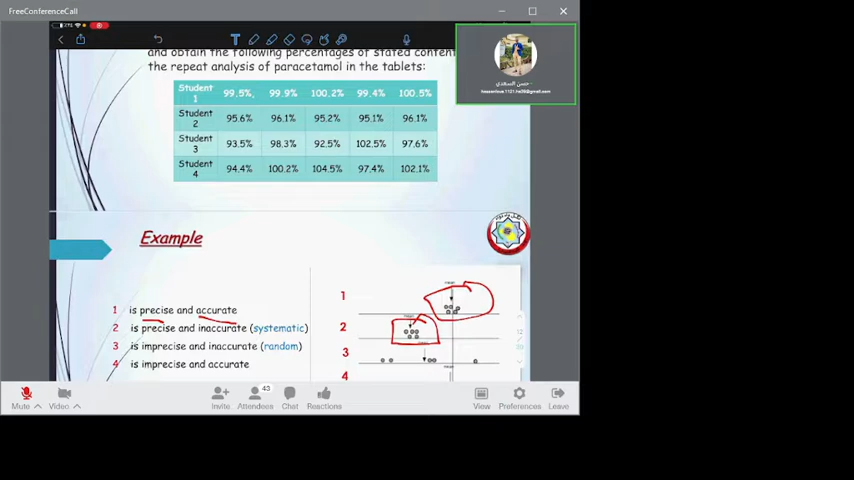 FreeConferenceCall
and obtain the following percentages of stated conten
the repeat analysis of paracetamol in the tablets:
Student 1 99.5%, 99.9% 100.2% 99.4% 100.5%
Student 2 95.6% 96.1% 95.2% 95.1% 96.1%
Student 3 93.5% 98.3% 92.5% 102.5% 97.6%
Student 4 94.4% 100.2% 104.5% 97.4% 102.1%
حسن السعدي
Example
1 is precise and accurate
2 is precise and inaccurate (systematic)
3 is imprecise and inaccurate (random)
4 is imprecise and accurate
1
2
3
4
43
Mute
Video
Invite
Attendees
Chat
Reactions
View
Preferences
Leave